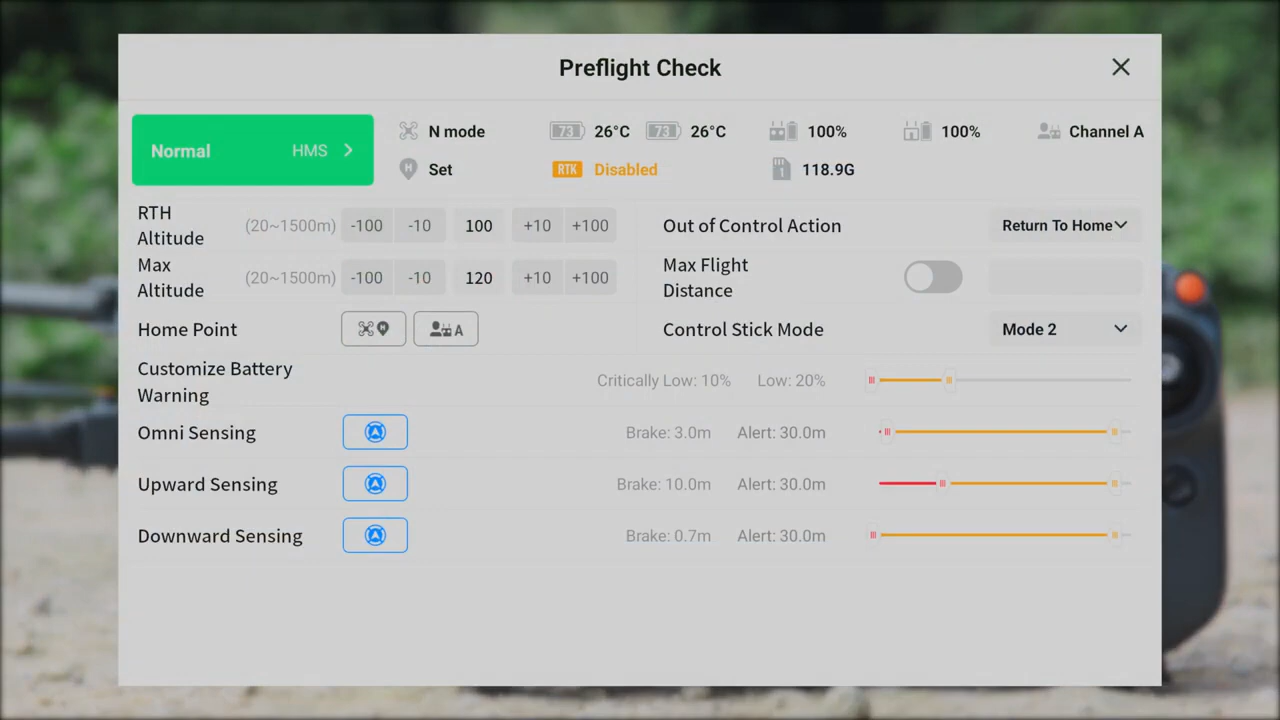 Preflight Check
Normal HMS
N mode 73 26°C 73 26°C 100% 100% Channel A
H Set RTK Disabled 1 118.9G
RTH Altitude (20~1500m) -100 -10 100 +10 +100
Out of Control Action Return To Home
Max Altitude (20~1500m) -100 -10 120 +10 +100
Max Flight Distance
Home Point H A
Control Stick Mode Mode 2
Customize Battery Warning Critically Low: 10% Low: 20%
Omni Sensing Brake: 3.0m Alert: 30.0m
Upward Sensing Brake: 10.0m Alert: 30.0m
Downward Sensing Brake: 0.7m Alert: 30.0m